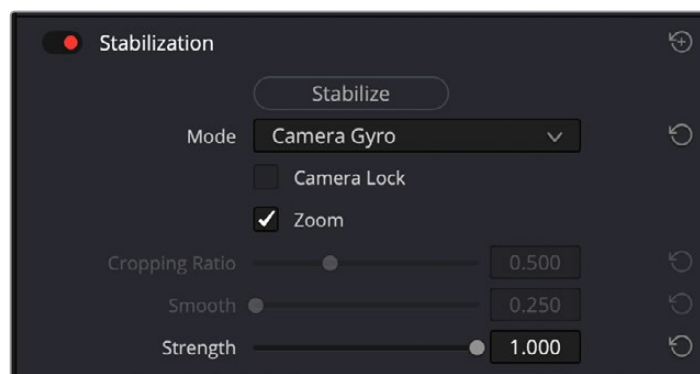 Stabilization
Stabilize
Mode Camera Gyro
Camera Lock
Zoom
Cropping Ratio 0.500
Smooth 0.250
Strength 1.000